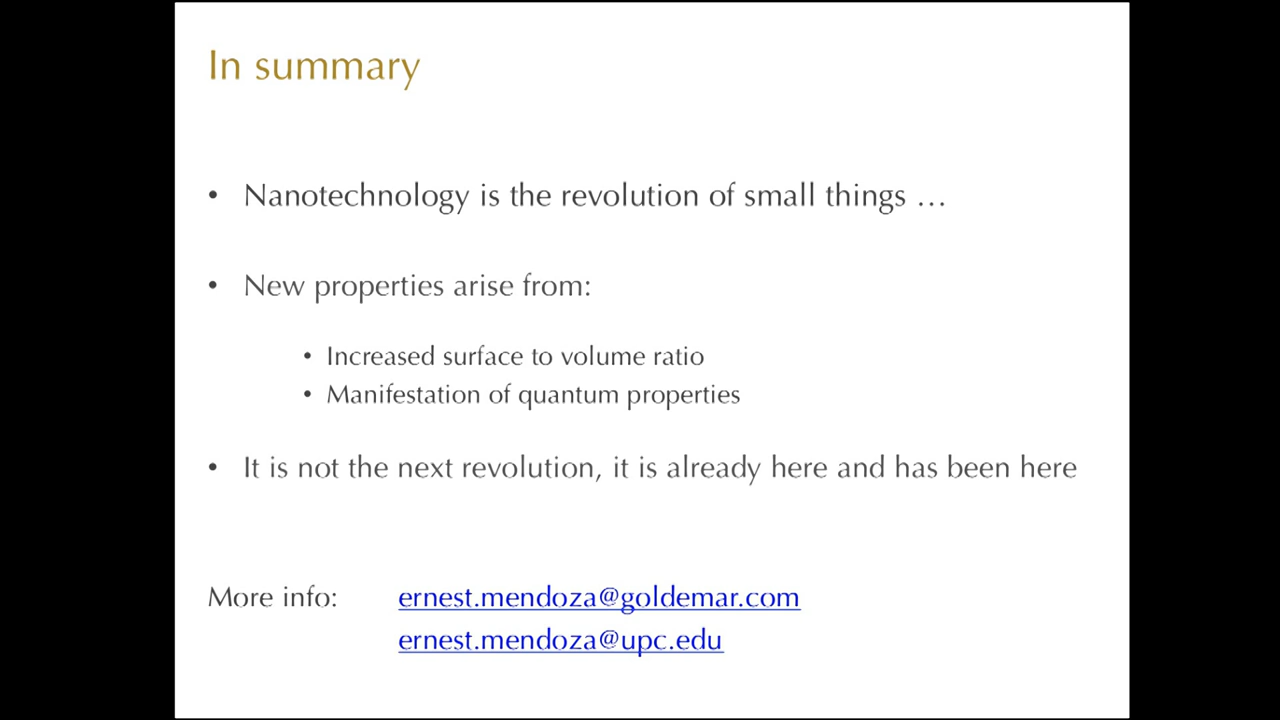 In summary
• Nanotechnology is the revolution of small things …
• New properties arise from:
• Increased surface to volume ratio
• Manifestation of quantum properties
• It is not the next revolution, it is already here and has been here
More info: ernest.mendoza@goldemar.com
ernest.mendoza@upc.edu